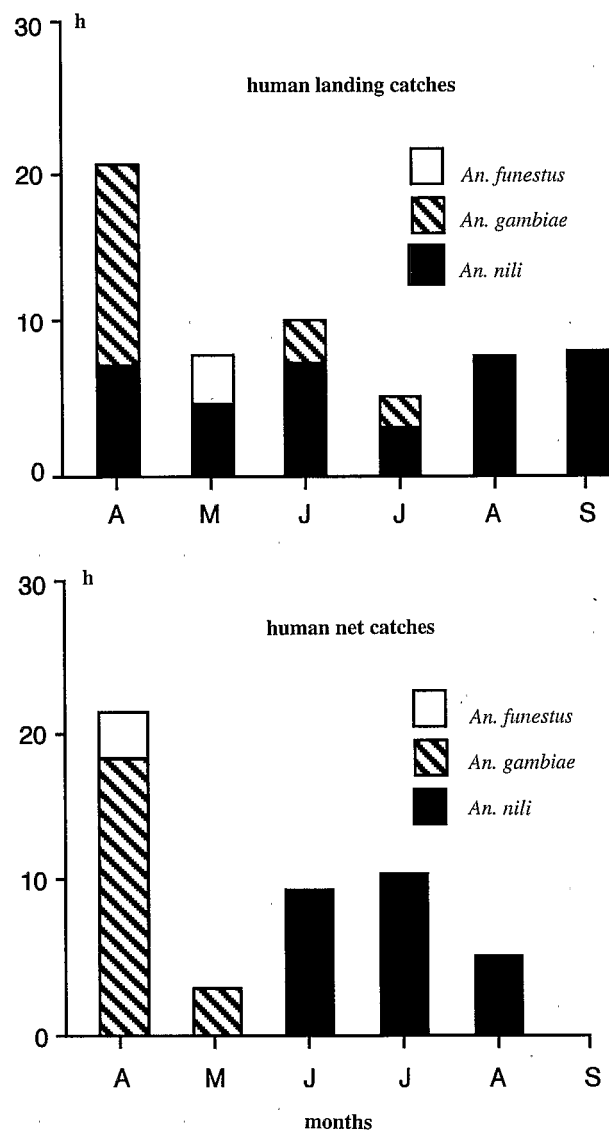 30 h
human landing catches
An. funestus
20
An. gambiae
An. nili
10
0
A M J J A S
30 h
human net catches
An. funestus
20
An. gambiae
An. nili
10
0
A M J J A S
months